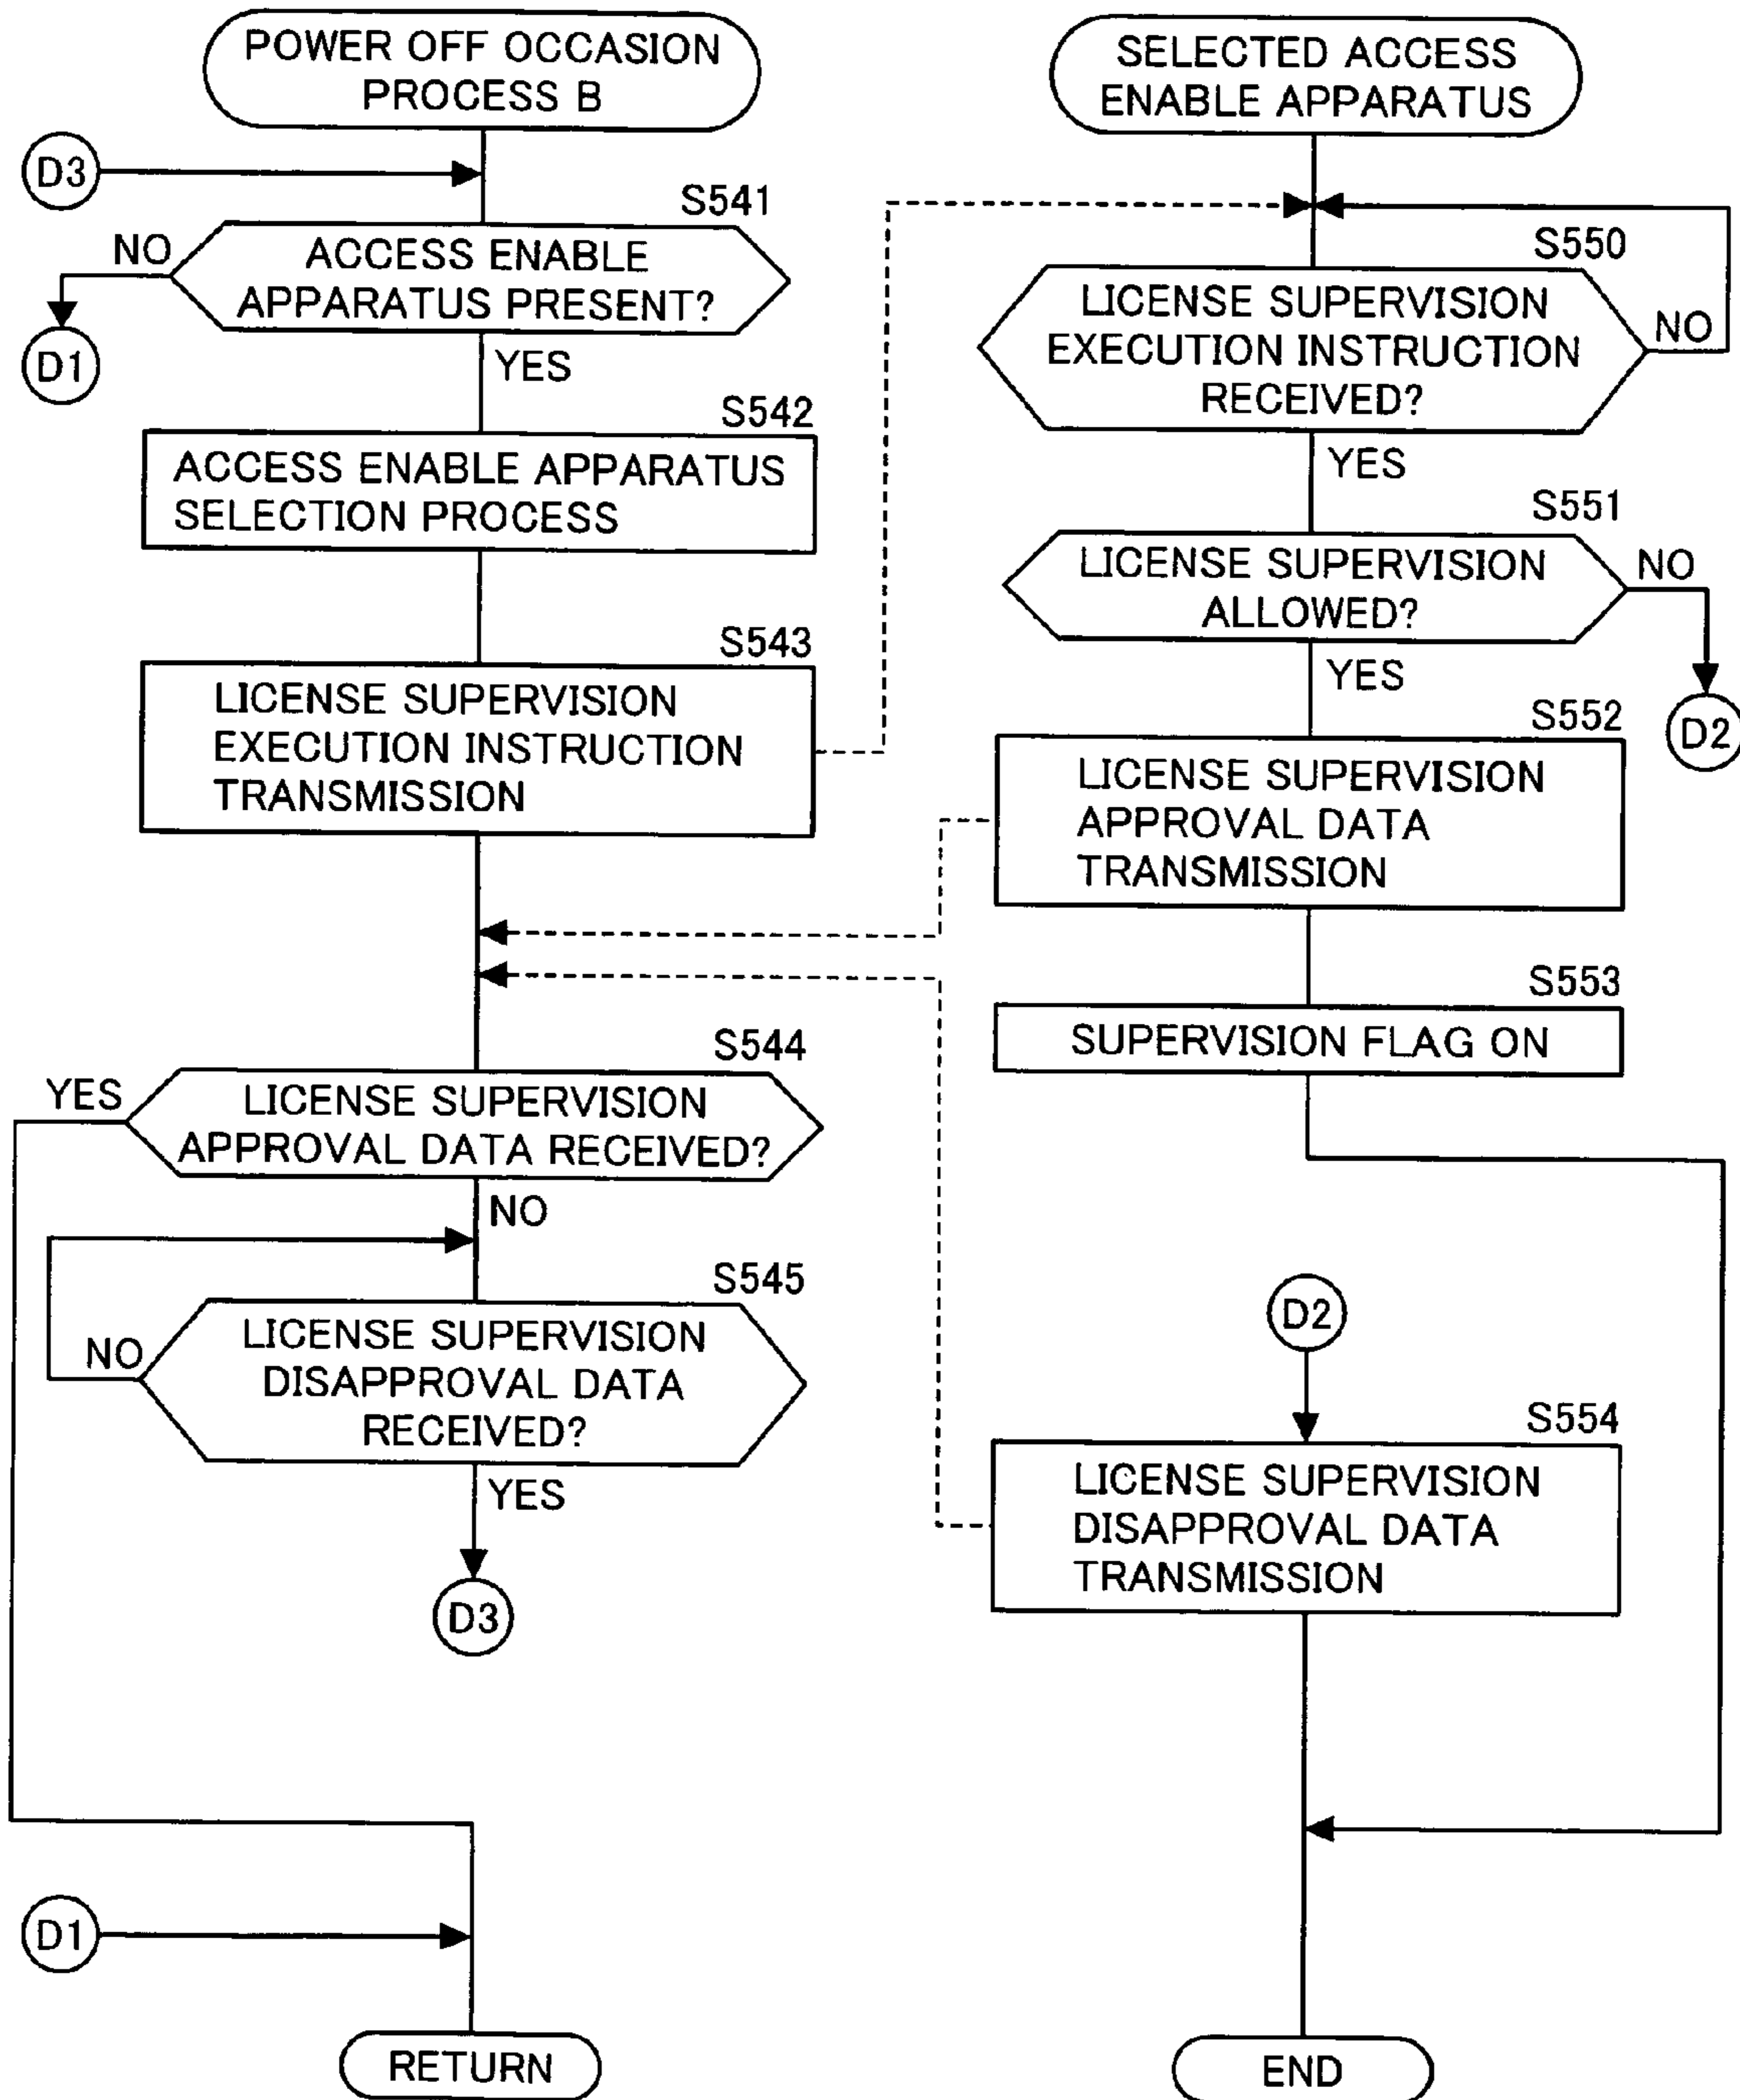 POWER OFF OCCASION
PROCESS B
D3
S541
NO
ACCESS ENABLE
APPARATUS PRESENT?
D1
YES
S542
ACCESS ENABLE APPARATUS
SELECTION PROCESS
S543
LICENSE SUPERVISION
EXECUTION INSTRUCTION
TRANSMISSION
S544
YES
LICENSE SUPERVISION
APPROVAL DATA RECEIVED?
NO
S545
NO
LICENSE SUPERVISION
DISAPPROVAL DATA
RECEIVED?
YES
D3
D1
RETURN
SELECTED ACCESS
ENABLE APPARATUS
S550
LICENSE SUPERVISION
EXECUTION INSTRUCTION
RECEIVED?
NO
YES
S551
LICENSE SUPERVISION
ALLOWED?
NO
YES
D2
S552
LICENSE SUPERVISION
APPROVAL DATA
TRANSMISSION
S553
SUPERVISION FLAG ON
D2
S554
LICENSE SUPERVISION
DISAPPROVAL DATA
TRANSMISSION
END